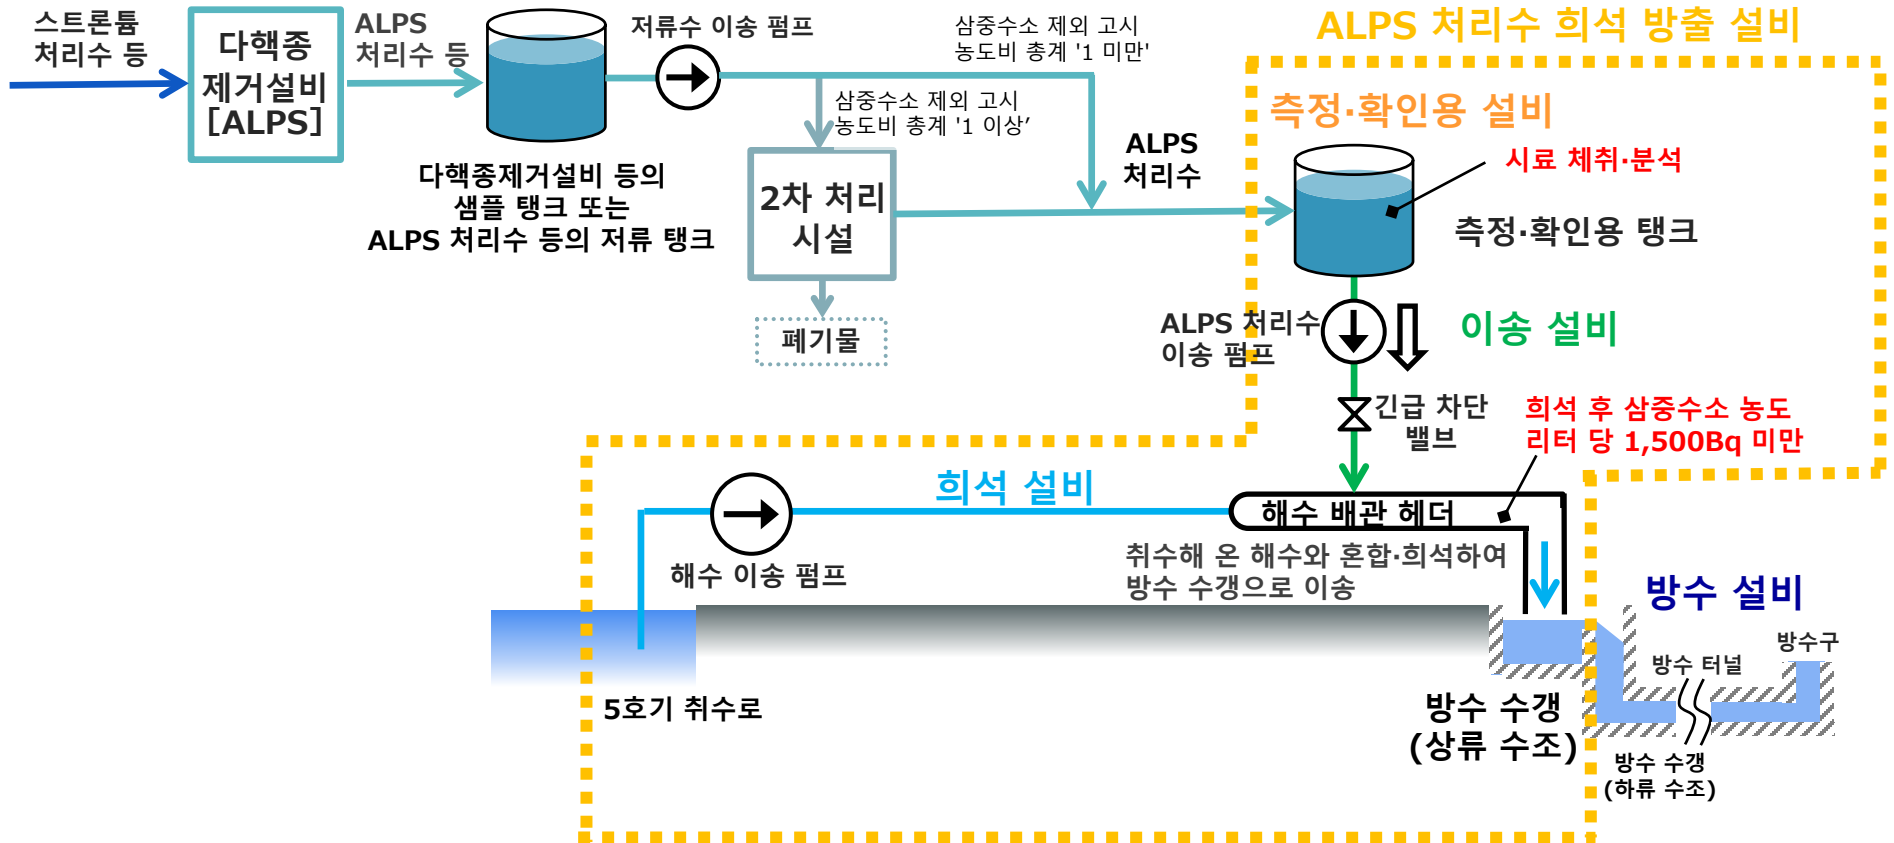 스트론튬
처리수 등
다핵종
제거설비
[ALPS]
ALPS
처리수 등
저류수 이송 펌프
다핵종제거설비 등의
샘플 탱크 또는
ALPS 처리수 등의 저류 탱크
삼중수소 제외 고시
농도비 총계 '1 미만'
삼중수소 제외 고시
농도비 총계 '1 이상’
2차 처리
시설
폐기물
ALPS
처리수
ALPS 처리수 희석 방출 설비
측정·확인용 설비
시료 체취·분석
측정·확인용 탱크
ALPS 처리수
이송 펌프
이송 설비
긴급 차단
밸브
희석 후 삼중수소 농도
리터 당 1,500Bq 미만
희석 설비
해수 이송 펌프
해수 배관 헤더
취수해 온 해수와 혼합·희석하여
방수 수갱으로 이송
5호기 취수로
방수 수갱
(상류 수조)
방수 설비
방수구
방수 터널
방수 수갱
(하류 수조)